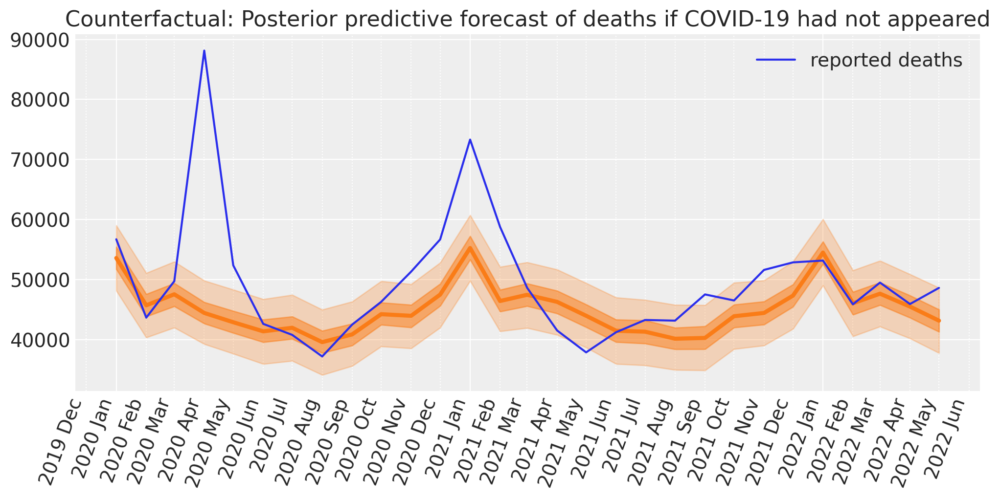 Counterfactual: Posterior predictive forecast of deaths if COVID-19 had not appeared
90000
80000
70000
60000
50000
40000
reported deaths
2019 Dec
2020 Jan
2020 Feb
2020 Mar
2020 Apr
2020 May
2020 Jun
2020 Jul
2020 Aug
2020 Sep
2020 Oct
2020 Nov
2020 Dec
2021 Jan
2021 Feb
2021 Mar
2021 Apr
2021 May
2021 Jun
2021 Jul
2021 Aug
2021 Sep
2021 Oct
2021 Nov
2021 Dec
2022 Jan
2022 Feb
2022 Mar
2022 Apr
2022 May
2022 Jun